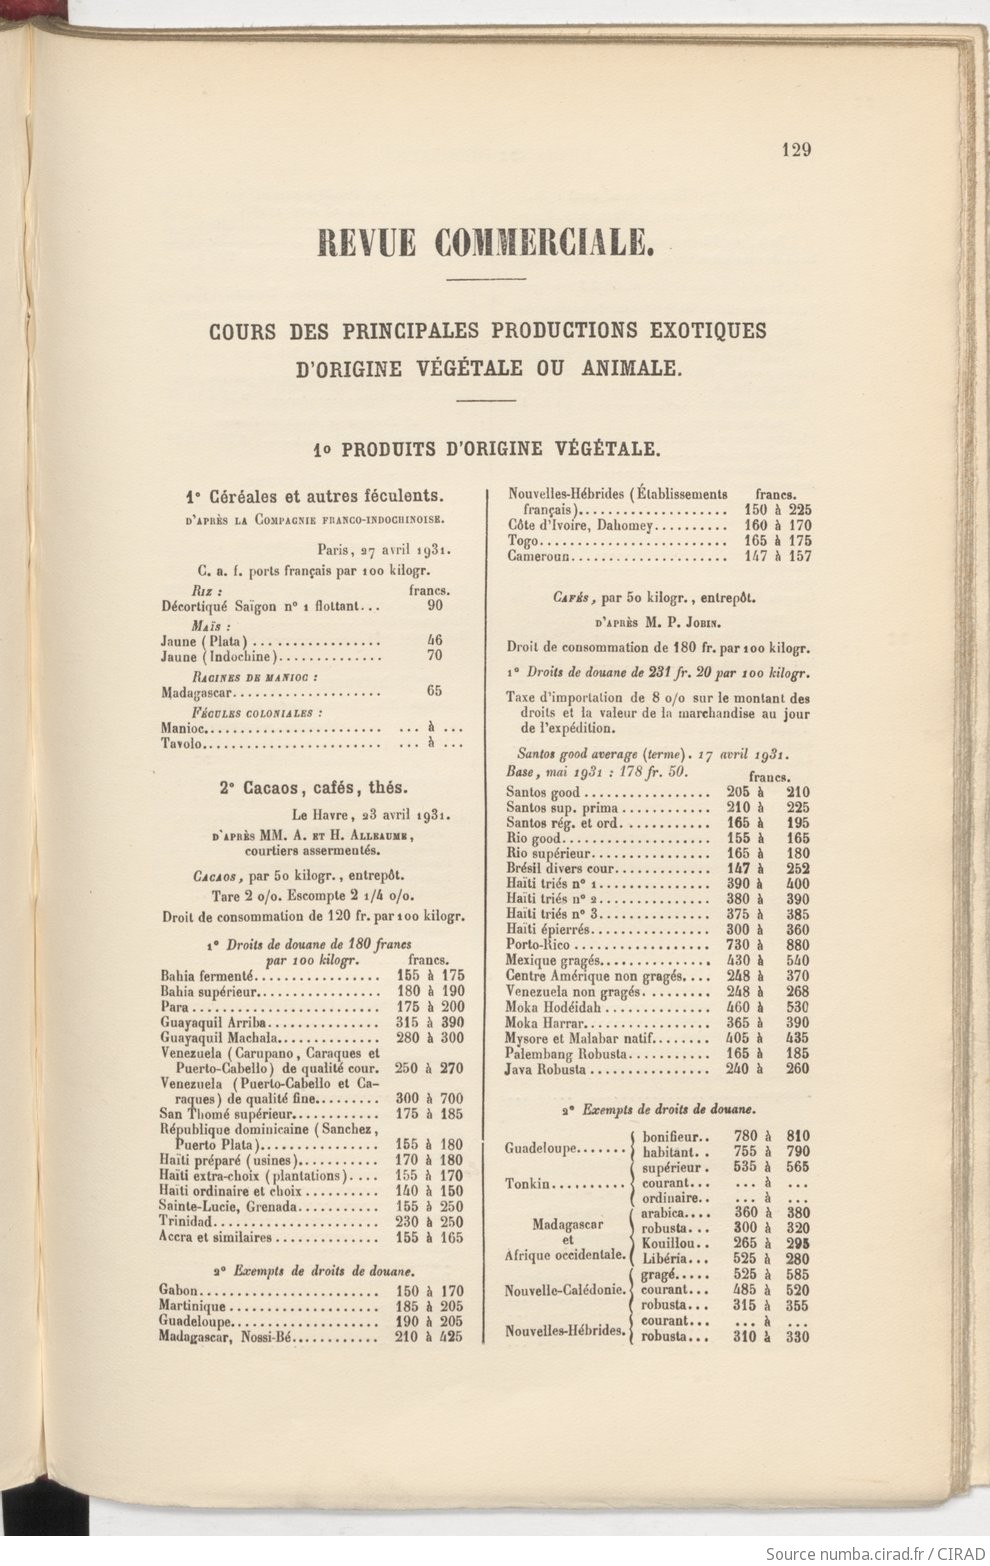 129
REVUE COMMERCIALE.
COURS DES PRINCIPALES PRODUCTIONS EXOTIQUES
D'ORIGINE VÉGÉTALE OU ANIMALE.
1º PRODUITS D'ORIGINE VÉGÉTALE.
1° Céréales et autres féculents.
D'APRÈS LA COMPAGNIE FRANCO-INDOCHINOISE.
Paris, 27 avril 1931.
C. a. f. ports français par 100 kilogr.
RIZ : francs.
Décortiqué Saïgon n° 1 flottant... 90
MAÏS :
Jaune (Plata) ................ 46
Jaune (Indochine).............. 70
RACINES DE MANIOC :
Madagascar.................... 65
FÉCULES COLONIALES :
Manioc........................ ... à ...
Tavolo........................ ... à ...
2° Cacaos, cafés, thés.
Le Havre, 23 avril 1931.
D'APRÈS MM. A. ET H. ALLEAUME,
courtiers assermentés.
CACAOS, par 50 kilogr., entrepôt.
Tare 2 o/o. Escompte 2 1/4 o/o.
Droit de consommation de 120 fr. par 100 kilogr.
1° Droits de douane de 180 francs
par 100 kilogr. francs.
Bahia fermenté................. 155 à 175
Bahia supérieur................ 180 à 190
Para ......................... 175 à 200
Guayaquil Arriba............... 315 à 390
Guayaquil Machala.............. 280 à 300
Venezuela (Carupano, Caraques et
Puerto-Cabello) de qualité cour. 250 à 270
Venezuela (Puerto-Cabello et Ca-
raques) de qualité fine......... 300 à 700
San Thomé supérieur............ 175 à 185
République dominicaine (Sanchez,
Puerto Plata)................ 155 à 180
Haïti préparé (usines)........... 170 à 180
Haïti extra-choix (plantations).... 155 à 170
Haïti ordinaire et choix .......... 140 à 150
Sainte-Lucie, Grenada........... 155 à 250
Trinidad...................... 230 à 250
Accra et similaires .............. 155 à 165
2° Exempts de droits de douane.
Gabon........................ 150 à 170
Martinique .................... 185 à 205
Guadeloupe.................... 190 à 205
Madagascar, Nossi-Bé............ 210 à 425
Nouvelles-Hébrides (Établissements francs.
français).................... 150 à 225
Côte d'Ivoire, Dahomey.......... 160 à 170
Togo......................... 165 à 175
Cameroun..................... 147 à 157
CAFÉS, par 50 kilogr., entrepôt.
D'APRÈS M. P. JOBIN.
Droit de consommation de 180 fr. par 100 kilogr.
1° Droits de douane de 231 fr. 20 par 100 kilogr.
Taxe d'importation de 8 o/o sur le montant des
droits et la valeur de la marchandise au jour
de l'expédition.
Santos good average (terme). 17 avril 1931.
Base, mai 1931 : 178 fr. 50. francs.
Santos good ................. 205 à 210
Santos sup. prima ............ 210 à 225
Santos rég. et ord. ............ 165 à 195
Rio good.................... 155 à 165
Rio supérieur................ 165 à 180
Brésil divers cour............. 147 à 252
Haïti triés n° 1............... 390 à 400
Haïti triés n° 2............... 380 à 390
Haïti triés n° 3............... 375 à 385
Haïti épierrés................ 300 à 360
Porto-Rico .................. 730 à 880
Mexique gragés............... 430 à 540
Centre Amérique non gragés.... 248 à 370
Venezuela non gragés. ......... 248 à 268
Moka Hodéidah .............. 460 à 530
Moka Harrar................. 365 à 390
Mysore et Malabar natif........ 405 à 435
Palembang Robusta........... 165 à 185
Java Robusta ................ 240 à 260
2° Exempts de droits de douane.
Guadeloupe....... bonifieur.. 780 à 810
habitant. . 755 à 790
Tonkin.......... supérieur . 535 à 565
courant... ... à ...
ordinaire.. ... à ...
Madagascar et Afrique occidentale. arabica.... 360 à 380
robusta... 300 à 320
Kouillou.. 265 à 295
Libéria... 525 à 280
Nouvelle-Calédonie. gragé..... 525 à 585
courant... 485 à 520
robusta... 315 à 355
Nouvelles-Hébrides. courant... ... à ...
robusta... 310 à 330
Source numba.cirad.fr / CIRAD